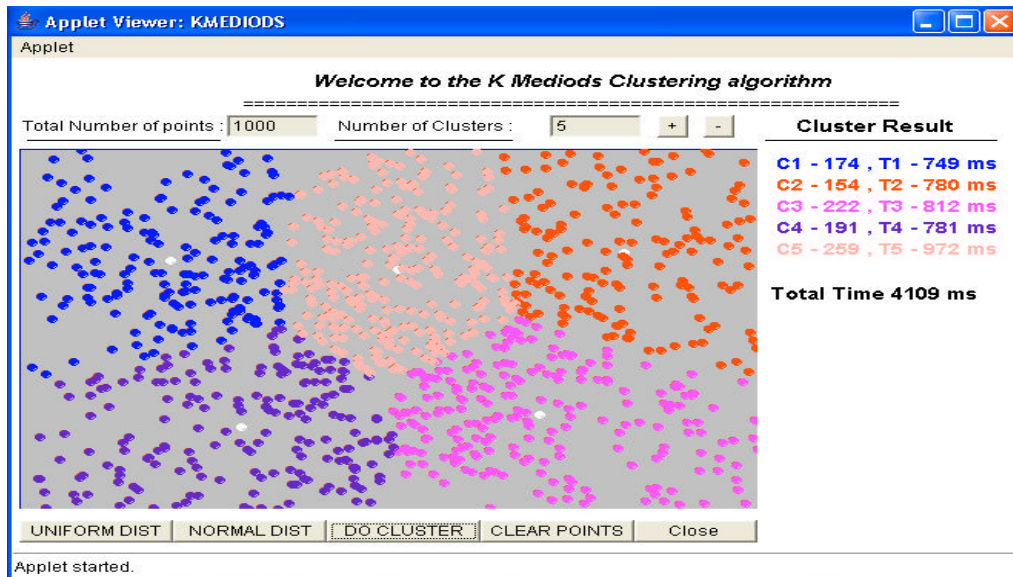 Applet Viewer: KMEDIODS
Applet
Welcome to the K Mediods Clustering algorithm
=============================================================
Total Number of points : 1000 Number of Clusters : 5 + - Cluster Result
C1 - 174 , T1 - 749 ms
C2 - 154 , T2 - 780 ms
C3 - 222 , T3 - 812 ms
C4 - 191 , T4 - 781 ms
C5 - 259 , T5 - 972 ms
Total Time 4109 ms
UNIFORM DIST NORMAL DIST DO CLUSTER CLEAR POINTS Close
Applet started.